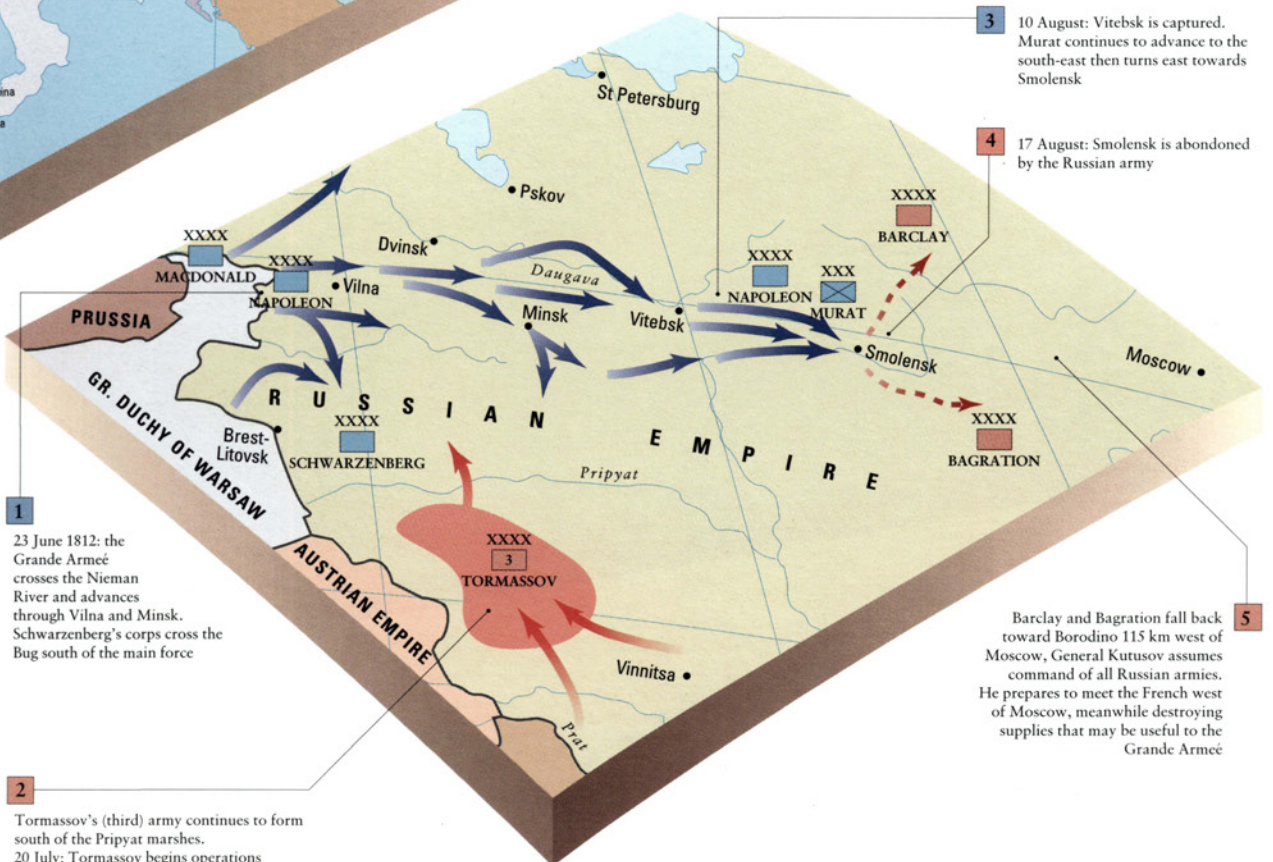 ina
a
3
10 August: Vitebsk is captured.
Murat continues to advance to the
south-east then turns east towards
Smolensk
4
17 August: Smolensk is abondoned
by the Russian army
St Petersburg
Pskov
XXXX
BARCLAY
XXXX
MACDONALD
Dvinsk
XXXX
NAPOLEON
Vilna
Daugava
XXXX
NAPOLEON
XXX
MURAT
PRUSSIA
Minsk
Vitebsk
Smolensk
Moscow
GR. DUCHY OF WARSAW
RUSSIAN EMPIRE
Brest-
Litovsk
XXXX
SCHWARZENBERG
XXXX
BAGRATION
Pripyat
1
23 June 1812: the
Grande Armeé
crosses the Nieman
River and advances
through Vilna and Minsk.
Schwarzenberg's corps cross the
Bug south of the main force
XXXX
3
TORMASSOV
AUSTRIAN EMPIRE
Vinnitsa
Prat
5
Barclay and Bagration fall back
toward Borodino 115 km west of
Moscow, General Kutusov assumes
command of all Russian armies.
He prepares to meet the French west
of Moscow, meanwhile destroying
supplies that may be useful to the
Grande Armeé
2
Tormassov's (third) army continues to form
south of the Pripyat marshes.
20 July: Tormassov begins operations